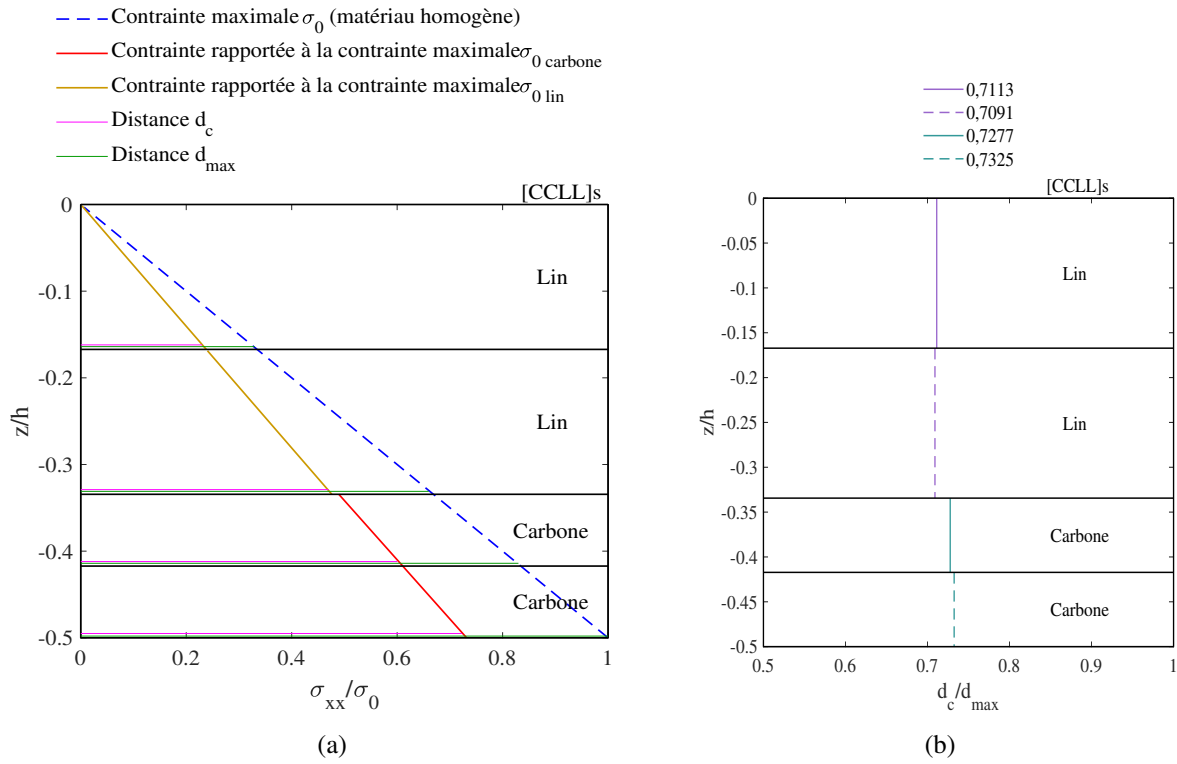 Contrainte maximale σ0 (matériau homogène)
Contrainte rapportée à la contrainte maximaleσ0 carbone
Contrainte rapportée à la contrainte maximaleσ0 lin
Distance dc
Distance dmax
[CCLL]s
0
-0.1
-0.2
-0.3
-0.4
-0.5
z/h
Lin
Lin
Carbone
Carbone
0
0.2
0.4
0.6
0.8
1
σxx/σ0
(a)
0,7113
0,7091
0,7277
0,7325
[CCLL]s
0
-0.05
-0.1
-0.15
-0.2
-0.25
-0.3
-0.35
-0.4
-0.45
-0.5
z/h
Lin
Lin
Carbone
Carbone
0.5
0.6
0.7
0.8
0.9
1
dc/dmax
(b)